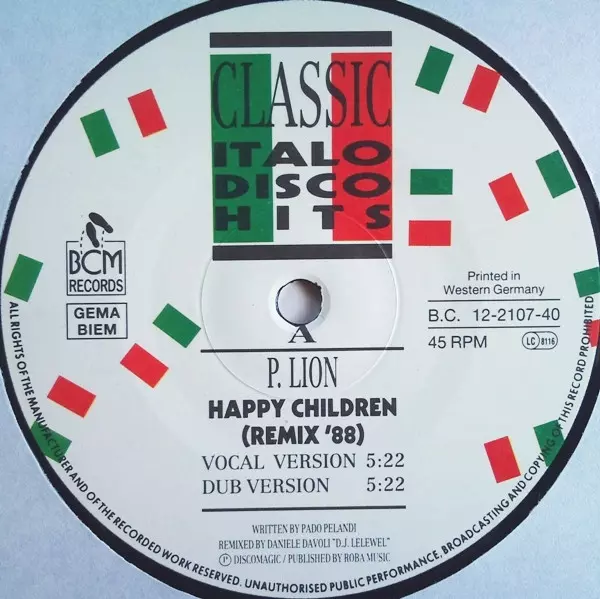 CLASSIC
ITALO
DISCO
HITS
BCM
RECORDS
GEMA
BIEM
Printed in
Western Germany
B.C. 12-2107-40
45 RPM
LC 8116
A
P. LION
HAPPY CHILDREN
(REMIX '88)
VOCAL VERSION 5:22
DUB VERSION 5:22
WRITTEN BY PADO PELANDI
REMIXED BY DANIELE DAVOLI "D.J. LELEWEL"
Ⓟ DISCOMAGIC / PUBLISHED BY ROBA MUSIC
ALL RIGHTS OF THE MANUFACTURER AND OF THE RECORDED WORK RESERVED. UNAUTHORISED PUBLIC PERFORMANCE, BROADCASTING AND COPYING OF THIS RECORD PROHIBITED